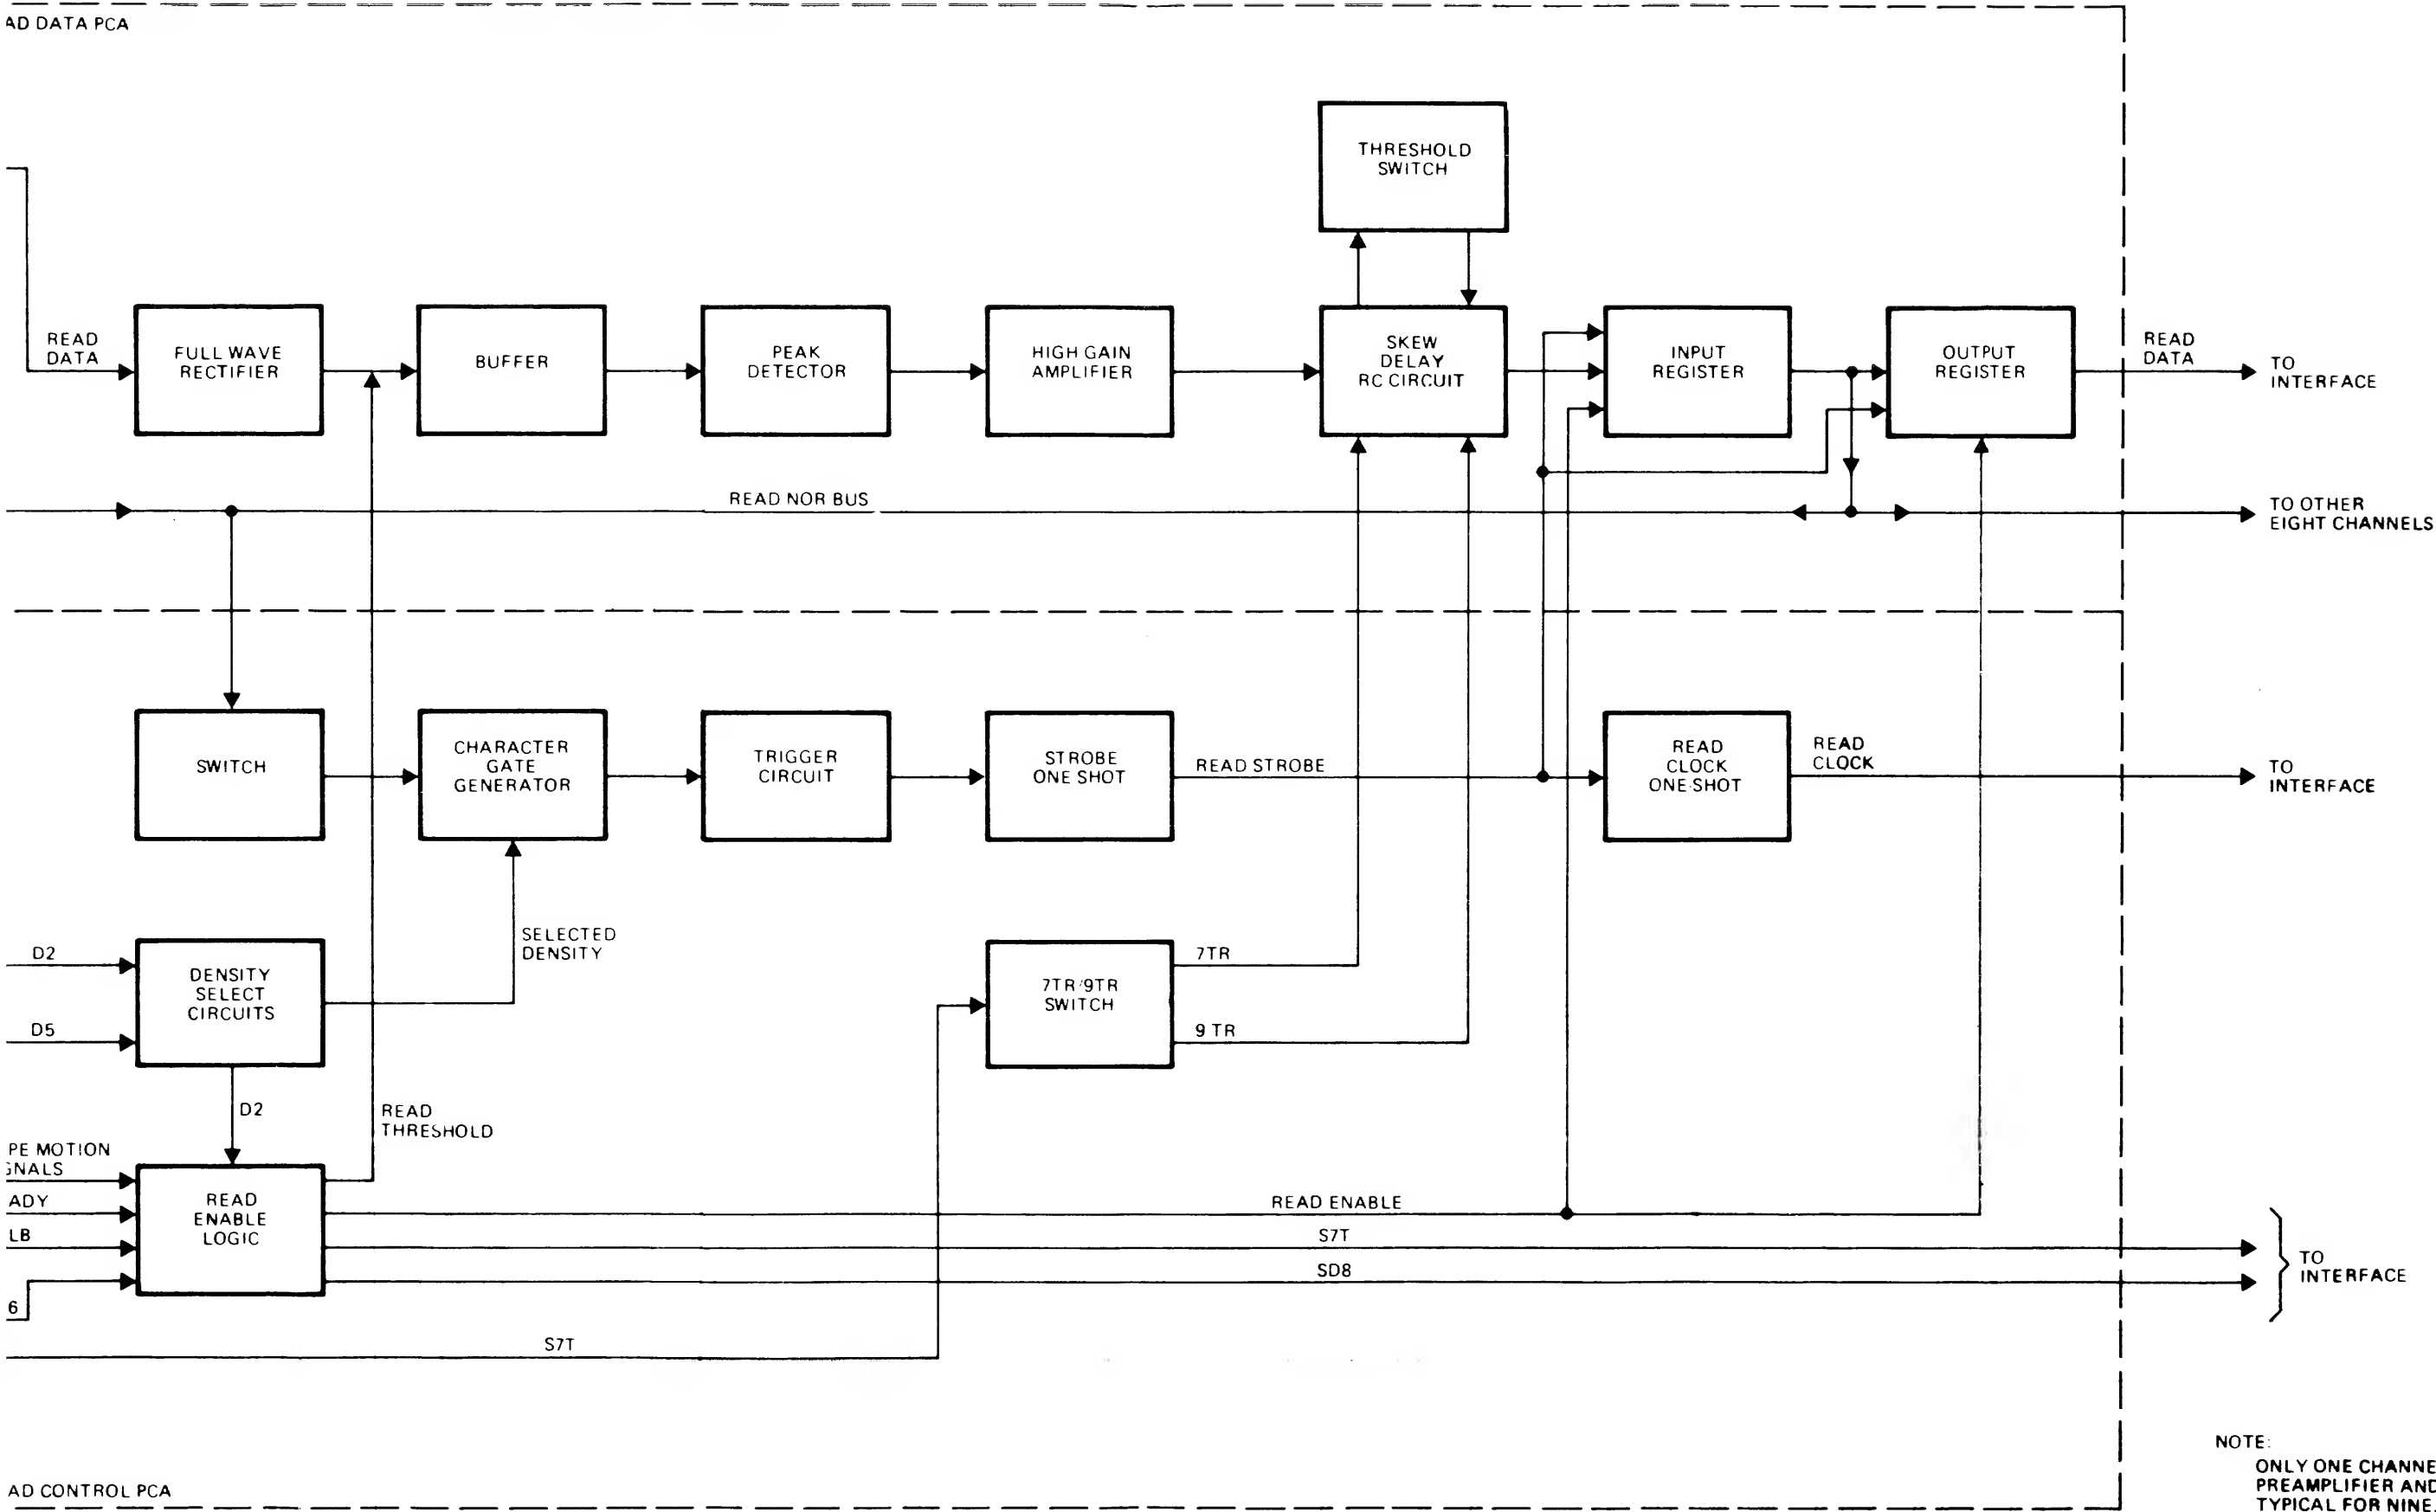 AD DATA PCA
THRESHOLD
SWITCH
READ
DATA
FULL WAVE
RECTIFIER
BUFFER
PEAK
DETECTOR
HIGH GAIN
AMPLIFIER
SKEW
DELAY
RC CIRCUIT
INPUT
REGISTER
OUTPUT
REGISTER
READ
DATA
TO
INTERFACE
READ NOR BUS
TO OTHER
EIGHT CHANNELS
SWITCH
CHARACTER
GATE
GENERATOR
TRIGGER
CIRCUIT
STROBE
ONE SHOT
READ STROBE
READ
CLOCK
ONE-SHOT
READ
CLOCK
TO
INTERFACE
D2
D5
DENSITY
SELECT
CIRCUITS
SELECTED
DENSITY
7TR/9TR
SWITCH
7TR
9 TR
D2
READ
THRESHOLD
PE MOTION
GNALS
ADY
LB
6
READ
ENABLE
LOGIC
READ ENABLE
S7T
SD8
TO
INTERFACE
S7T
AD CONTROL PCA
NOTE:
ONLY ONE CHANNE
PREAMPLIFIER AND
TYPICAL FOR NINE